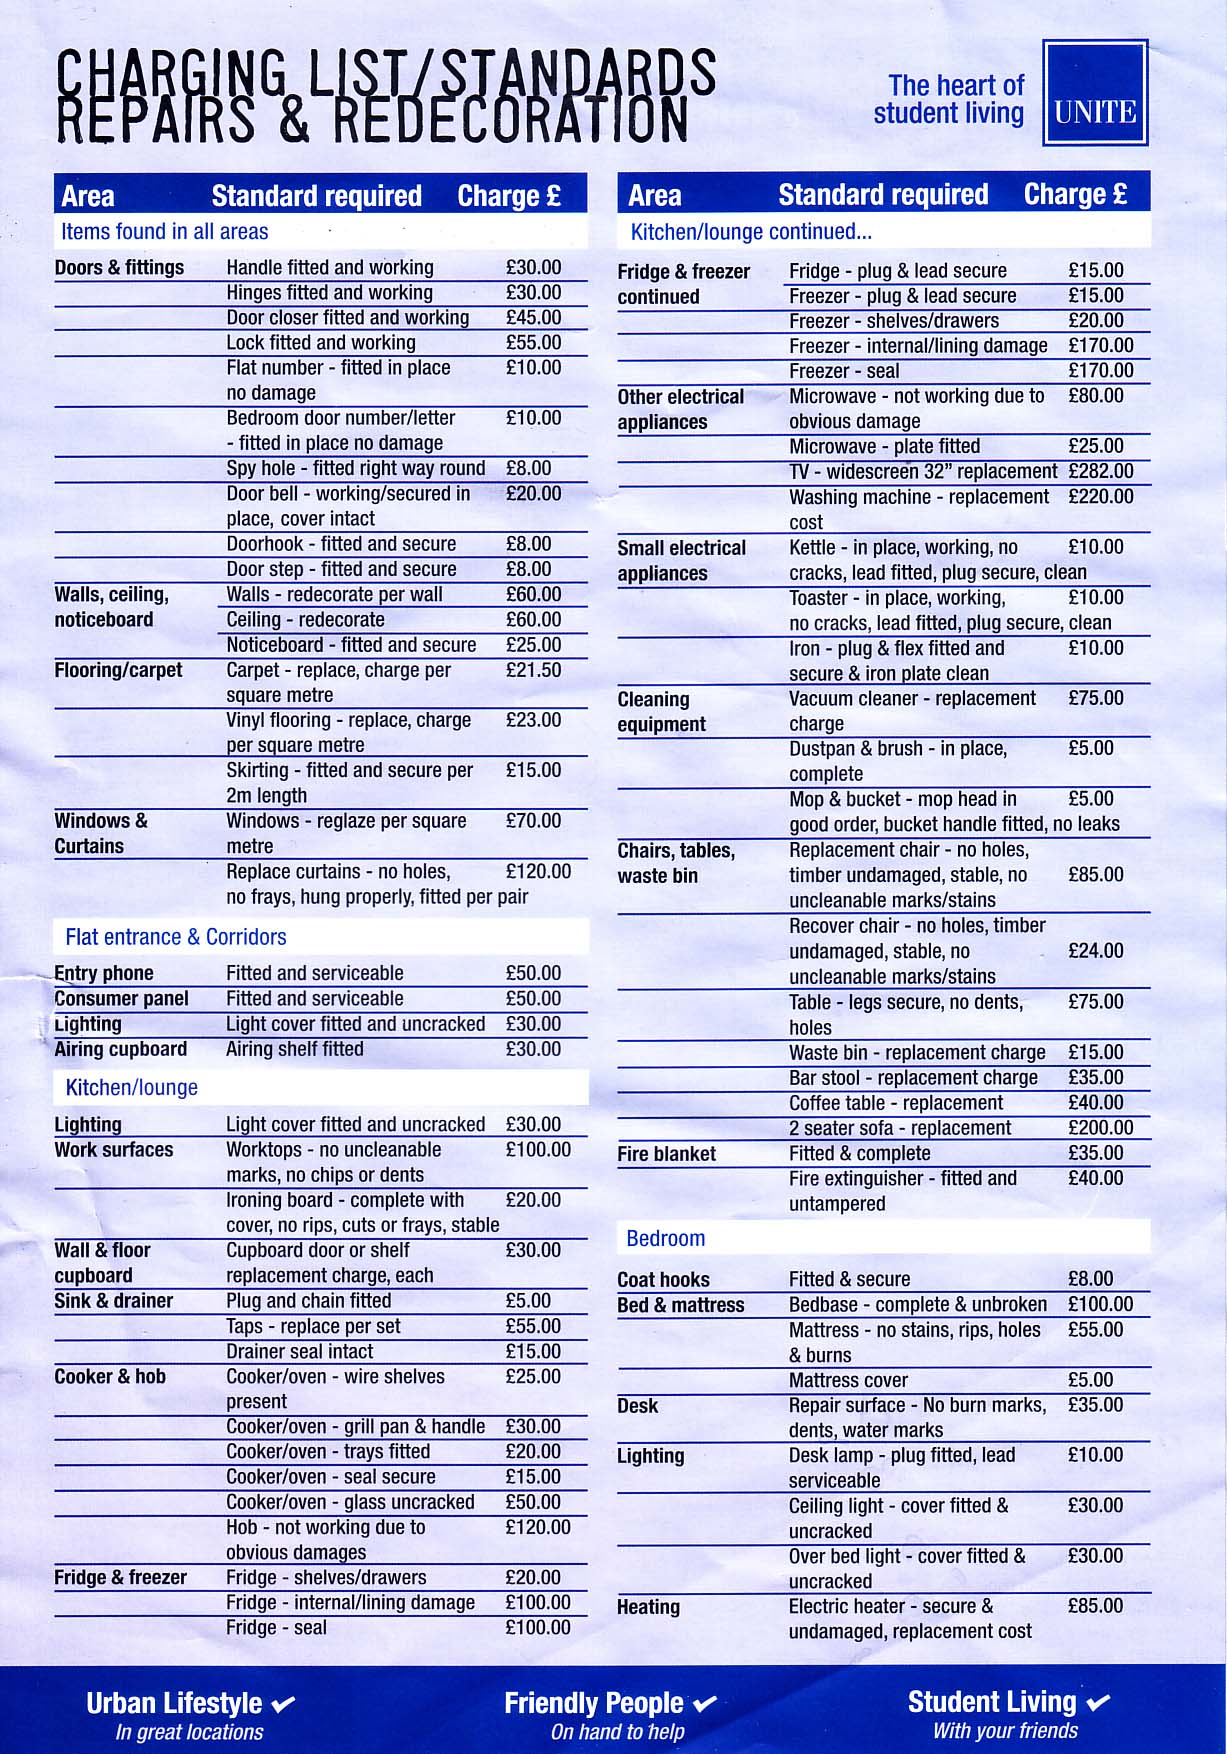 CHARGING LIST/STANDARDS
REPAIRS & REDECORATION
The heart of
student living
UNITE
Area Standard required Charge £
Items found in all areas
Doors & fittings Handle fitted and working £30.00
Hinges fitted and working £30.00
Door closer fitted and working £45.00
Lock fitted and working £55.00
Flat number - fitted in place £10.00
no damage
Bedroom door number/letter £10.00
- fitted in place no damage
Spy hole - fitted right way round £8.00
Door bell - working/secured in £20.00
place, cover intact
Doorhook - fitted and secure £8.00
Door step - fitted and secure £8.00
Walls, ceiling, Walls - redecorate per wall £60.00
noticeboard Ceiling - redecorate £60.00
Noticeboard - fitted and secure £25.00
Flooring/carpet Carpet - replace, charge per £21.50
square metre
Vinyl flooring - replace, charge £23.00
per square metre
Skirting - fitted and secure per £15.00
2m length
Windows & Windows - reglaze per square £70.00
Curtains metre
Replace curtains - no holes, £120.00
no frays, hung properly, fitted per pair
Flat entrance & Corridors
Entry phone Fitted and serviceable £50.00
Consumer panel Fitted and serviceable £50.00
Lighting Light cover fitted and uncracked £30.00
Airing cupboard Airing shelf fitted £30.00
Kitchen/lounge
Lighting Light cover fitted and uncracked £30.00
Work surfaces Worktops - no uncleanable £100.00
marks, no chips or dents
Ironing board - complete with £20.00
cover, no rips, cuts or frays, stable
Wall & floor Cupboard door or shelf £30.00
cupboard replacement charge, each
Sink & drainer Plug and chain fitted £5.00
Taps - replace per set £55.00
Drainer seal intact £15.00
Cooker & hob Cooker/oven - wire shelves £25.00
present
Cooker/oven - grill pan & handle £30.00
Cooker/oven - trays fitted £20.00
Cooker/oven - seal secure £15.00
Cooker/oven - glass uncracked £50.00
Hob - not working due to £120.00
obvious damages
Fridge & freezer Fridge - shelves/drawers £20.00
Fridge - internal/lining damage £100.00
Fridge - seal £100.00
Area Standard required Charge £
Kitchen/lounge continued...
Fridge & freezer Fridge - plug & lead secure £15.00
continued Freezer - plug & lead secure £15.00
Freezer - shelves/drawers £20.00
Freezer - internal/lining damage £170.00
Freezer - seal £170.00
Other electrical Microwave - not working due to £80.00
appliances obvious damage
Microwave - plate fitted £25.00
TV - widescreen 32” replacement £282.00
Washing machine - replacement £220.00
cost
Small electrical Kettle - in place, working, no £10.00
appliances cracks, lead fitted, plug secure, clean
Toaster - in place, working, £10.00
no cracks, lead fitted, plug secure, clean
Iron - plug & flex fitted and £10.00
secure & iron plate clean
Cleaning Vacuum cleaner - replacement £75.00
equipment charge
Dustpan & brush - in place, £5.00
complete
Mop & bucket - mop head in £5.00
good order, bucket handle fitted, no leaks
Chairs, tables, Replacement chair - no holes,
waste bin timber undamaged, stable, no £85.00
uncleanable marks/stains
Recover chair - no holes, timber
undamaged, stable, no £24.00
uncleanable marks/stains
Table - legs secure, no dents, £75.00
holes
Waste bin - replacement charge £15.00
Bar stool - replacement charge £35.00
Coffee table - replacement £40.00
2 seater sofa - replacement £200.00
Fire blanket Fitted & complete £35.00
Fire extinguisher - fitted and £40.00
untampered
Bedroom
Coat hooks Fitted & secure £8.00
Bed & mattress Bedbase - complete & unbroken £100.00
Mattress - no stains, rips, holes £55.00
& burns
Mattress cover £5.00
Desk Repair surface - No burn marks, £35.00
dents, water marks
Lighting Desk lamp - plug fitted, lead £10.00
serviceable
Ceiling light - cover fitted & £30.00
uncracked
Over bed light - cover fitted & £30.00
uncracked
Heating Electric heater - secure & £85.00
undamaged, replacement cost
Urban Lifestyle ✔
In great locations
Friendly People ✔
On hand to help
Student Living ✔
With your friends